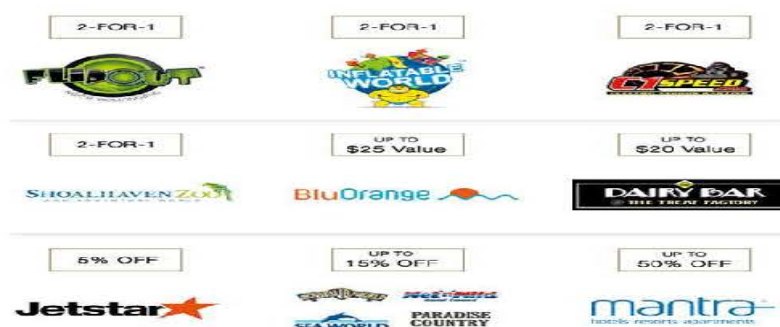 2-FOR-1
2-FOR-1
2-FOR-1
FLIPOUT
INFLATABLE
WORLD
C1 SPEED
2-FOR-1
UP TO
$25 Value
UP TO
$20 Value
SHOALHAVEN ZOO
BluOrange
DAIRY BAR
THE TREAT FACTORY
5% OFF
UP TO
15% OFF
UP TO
50% OFF
Jetstar
SEA WORLD
PARADISE
COUNTRY
mantra
hotels resorts apartments